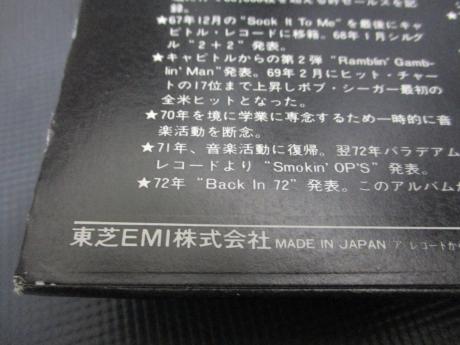 ★67年12月の“Sock It To Me”を最後にキャ
ピトル・レコードに移籍。68年1月シルグ
ル“2+2”発表。
★キャピトルからの第2弾“Ramblin' Gamb-
lin' Man”発表。69年2月にヒット・チャー
トの17位まで上昇しボブ・シーガー最初の
全米ヒットとなった。
★70年を境に学業に専念するため一時的に音
楽活動を断念。
★71年、音楽活動に復帰。翌72年パラデアム
レコードより“Smokin' OP'S”発表。
★72年“Back In 72”発表。このアルバムが
東芝EMI株式会社 MADE IN JAPAN